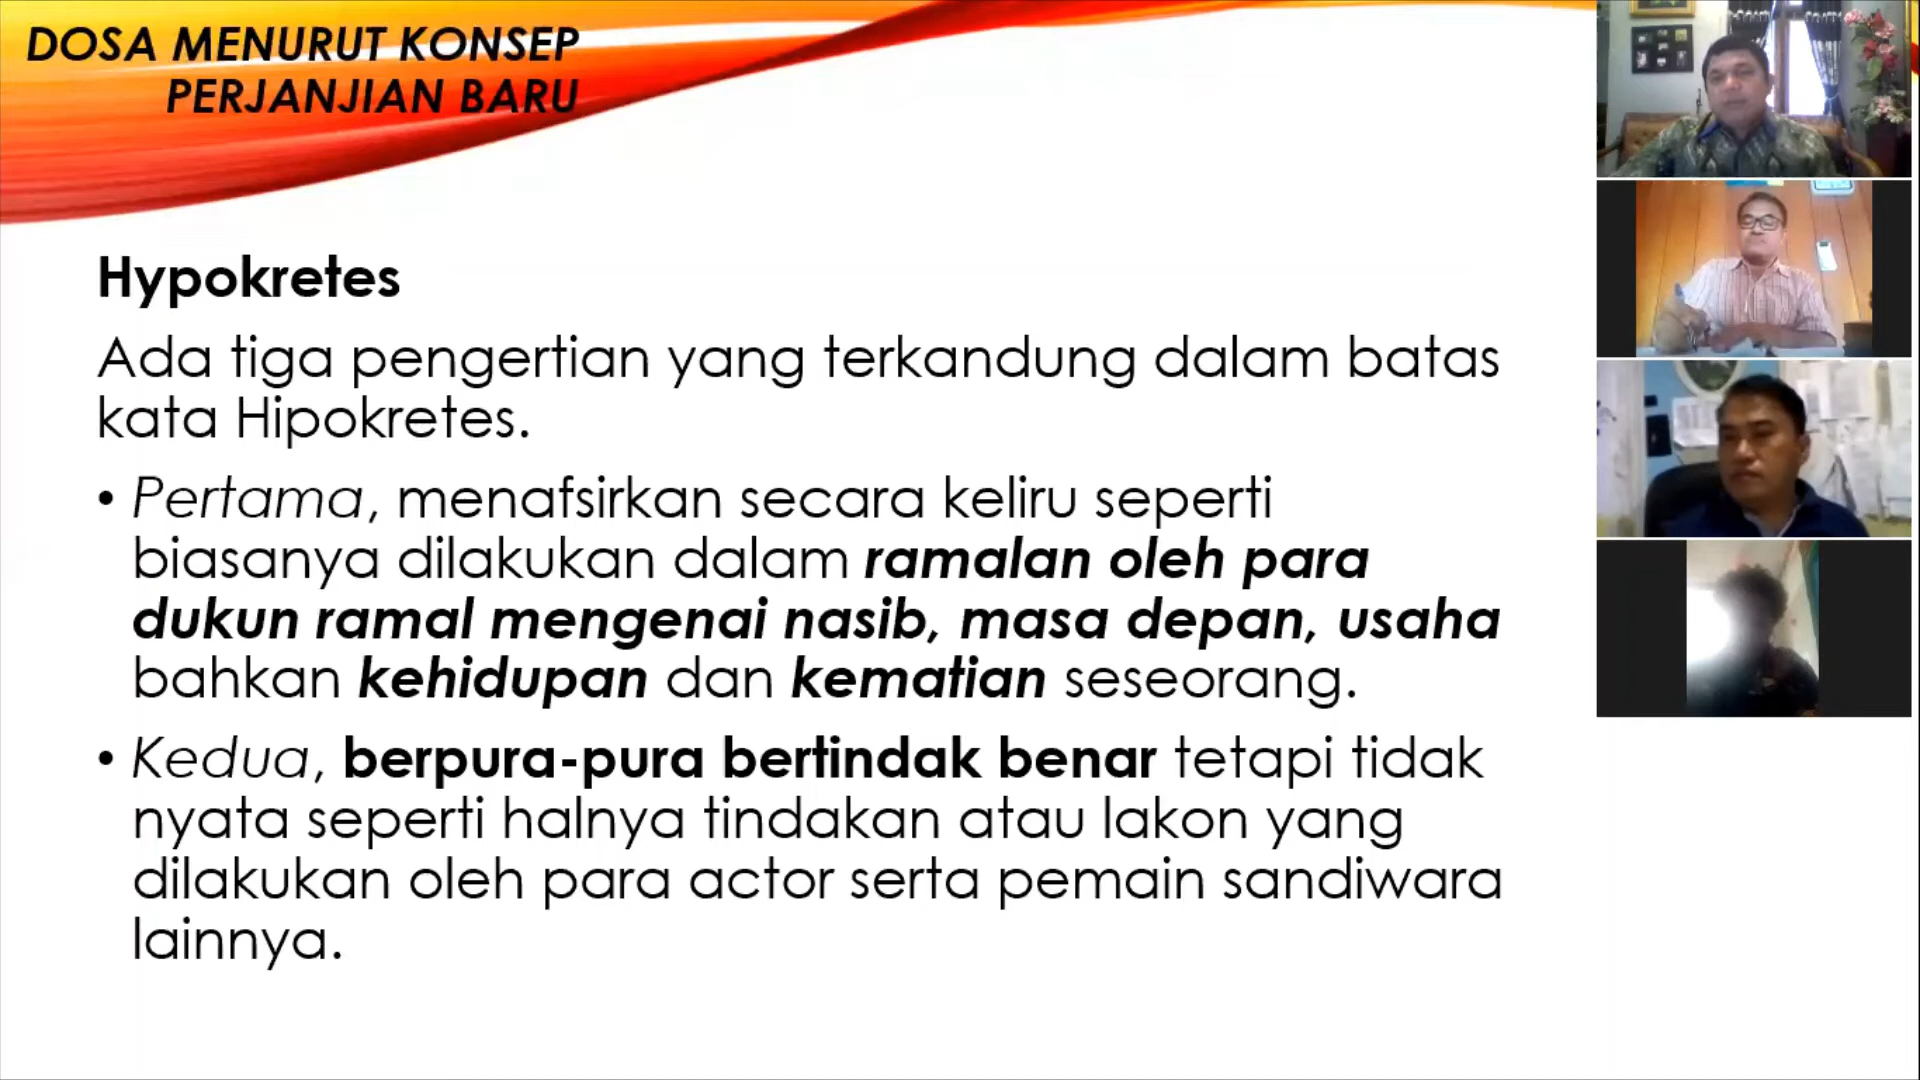 DOSA MENURUT KONSEP
PERJANJIAN BARU
Hypokretes
Ada tiga pengertian yang terkandung dalam batas
kata Hipokretes.
• Pertama, menafsirkan secara keliru seperti
biasanya dilakukan dalam ramalan oleh para
dukun ramal mengenai nasib, masa depan, usaha
bahkan kehidupan dan kematian seseorang.
• Kedua, berpura-pura bertindak benar tetapi tidak
nyata seperti halnya tindakan atau lakon yang
dilakukan oleh para actor serta pemain sandiwara
lainnya.